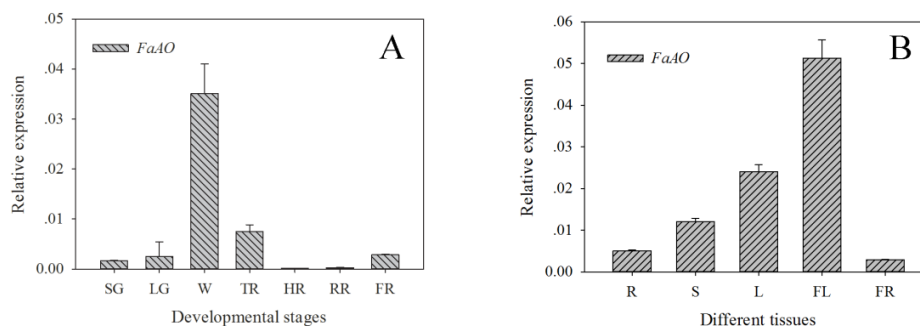 A
FaAO
Relative expression
.05
.04
.03
.02
.01
0.00
SG LG W TR HR RR FR
Developmental stages
B
FaAO
Relative expression
.06
.05
.04
.03
.02
.01
0.00
R S L FL FR
Different tissues